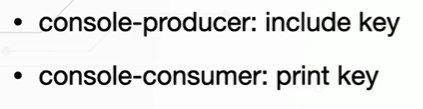 • console-producer: include key
• console-consumer: print key